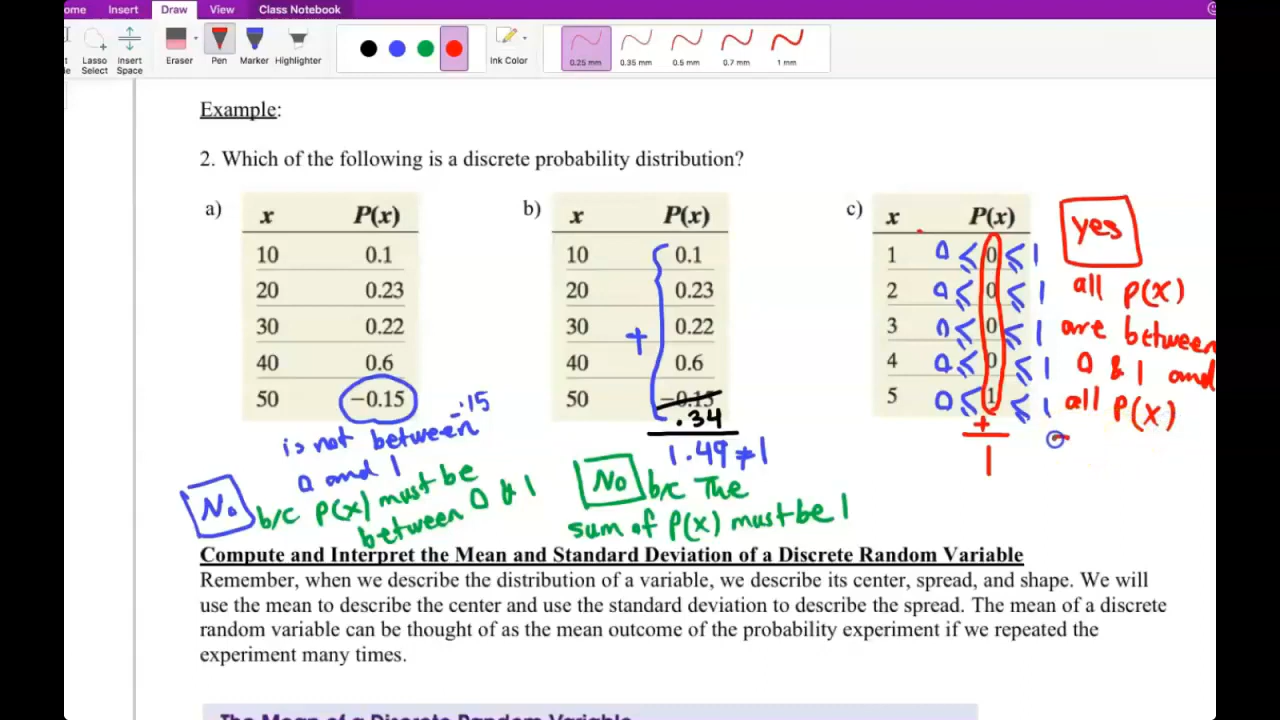 ome Insert Draw View Class Notebook
Lasso Select
Insert Space
Eraser
Pen
Marker
Highlighter
Ink Color
0.25 mm
0.35 mm
0.5 mm
0.7 mm
1 mm
Example:
2. Which of the following is a discrete probability distribution?
a)
x P(x)
10 0.1
20 0.23
30 0.22
40 0.6
50 −0.15
-.15
is not between
0 and 1
No
b/c P(x) must be
between 0 & 1
b)
x P(x)
10 0.1
20 0.23
30 0.22
40 0.6
50 −0.15
+
.34
1.49 ≠ 1
No b/c The
sum of P(x) must be 1
c)
x P(x)
1 0 ≤ 0 ≤ 1
2 0 ≤ 0 ≤ 1
3 0 ≤ 0 ≤ 1
4 0 ≤ 0 ≤ 1
5 0 ≤ 1 ≤ 1
+
1
yes
all P(x)
are between
0 & 1 and
all P(x)
Compute and Interpret the Mean and Standard Deviation of a Discrete Random Variable
Remember, when we describe the distribution of a variable, we describe its center, spread, and shape. We will
use the mean to describe the center and use the standard deviation to describe the spread. The mean of a discrete
random variable can be thought of as the mean outcome of the probability experiment if we repeated the
experiment many times.
The Mean of a Discrete Random Variable